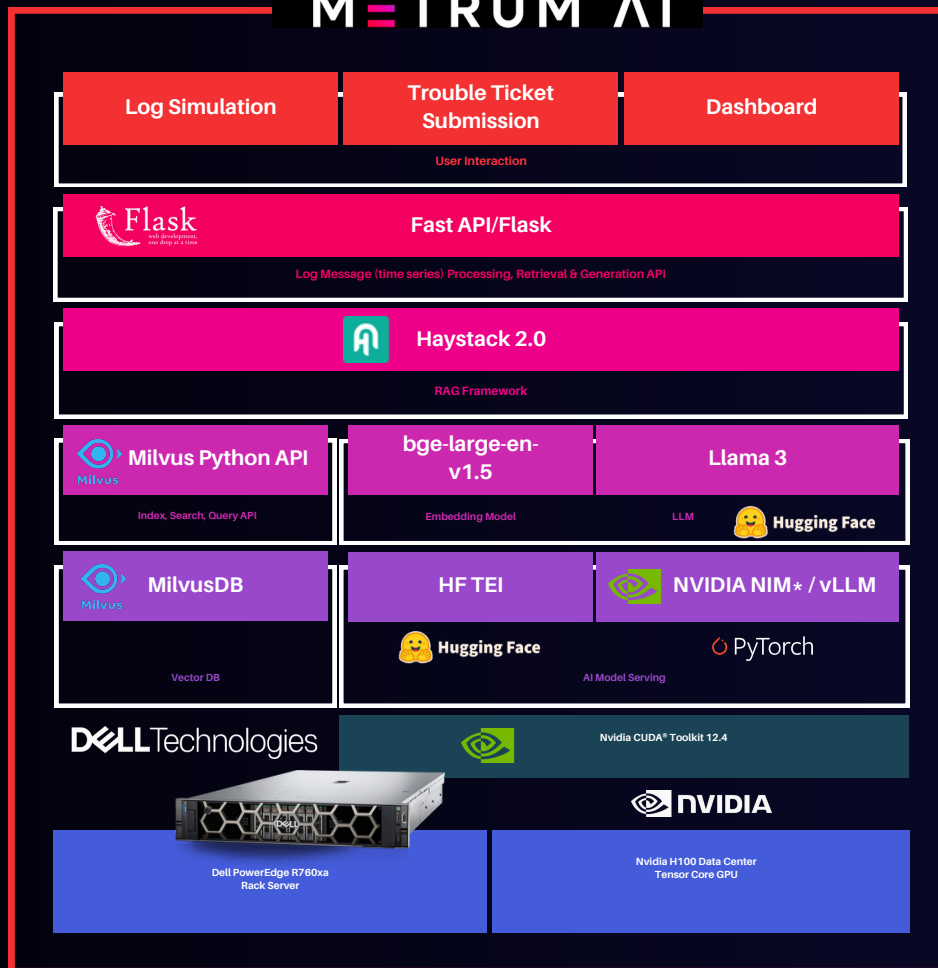 METRUM AI
Log Simulation
Trouble Ticket
Submission
Dashboard
User Interaction
Flask
web development,
one drop at a time
Fast API/Flask
Log Message (time series) Processing, Retrieval & Generation API
Haystack 2.0
RAG Framework
Milvus
Milvus Python API
bge-large-en-
v1.5
Llama 3
Index, Search, Query API
Embedding Model
LLM
Hugging Face
Milvus
MilvusDB
HF TEI
NVIDIA NIM* / vLLM
Hugging Face
PyTorch
Vector DB
AI Model Serving
DELLTechnologies
Nvidia CUDA® Toolkit 12.4
DELL
NVIDIA
Dell PowerEdge R760xa
Rack Server
Nvidia H100 Data Center
Tensor Core GPU